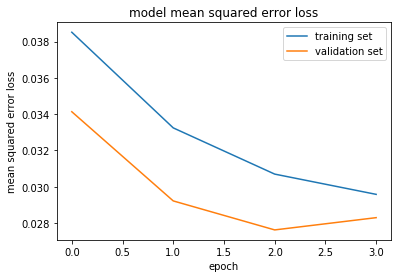 model mean squared error loss
training set
validation set
mean squared error loss
0.038
0.036
0.034
0.032
0.030
0.028
0.0 0.5 1.0 1.5 2.0 2.5 3.0
epoch